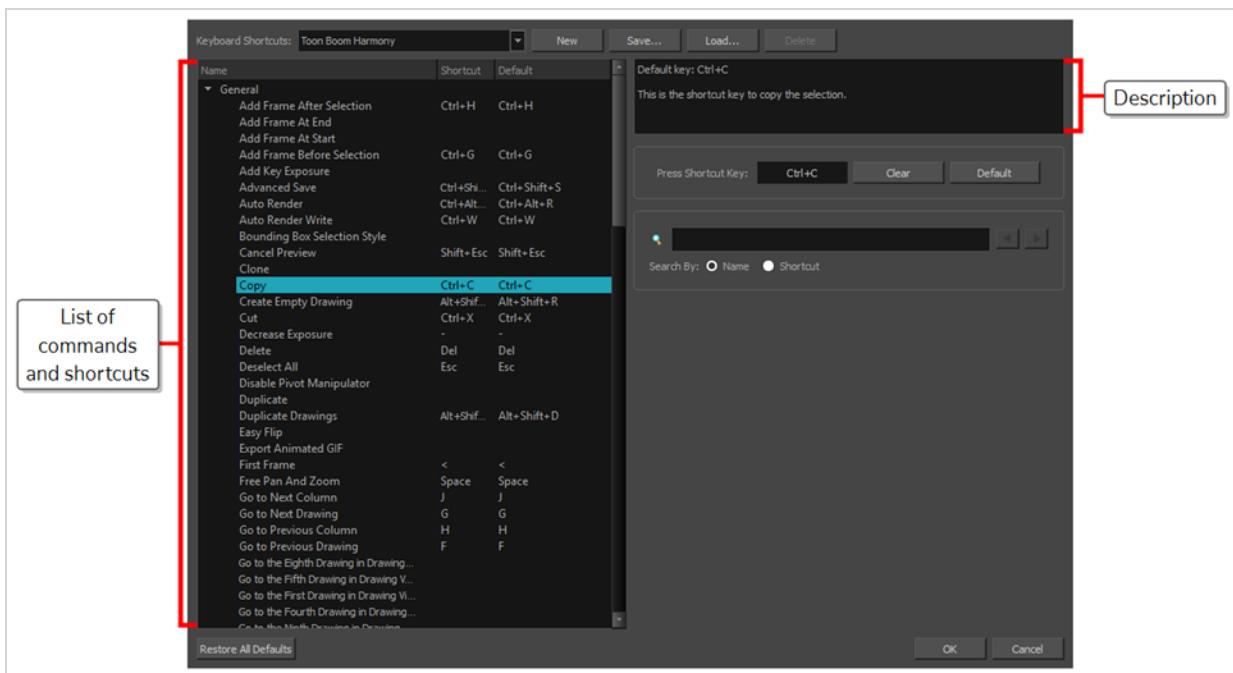 Keyboard Shortcuts: Toon Boom Harmony New Save... Load... Delete
Name Shortcut Default
General
Add Frame After Selection Ctrl+H Ctrl+H
Add Frame At End
Add Frame At Start
Add Frame Before Selection Ctrl+G Ctrl+G
Add Key Exposure
Advanced Save Ctrl+Shi... Ctrl+Shift+S
Auto Render Ctrl+Alt... Ctrl+Alt+R
Auto Render Write Ctrl+W Ctrl+W
Bounding Box Selection Style
Cancel Preview Shift+Esc Shift+Esc
Clone
Copy Ctrl+C Ctrl+C
Create Empty Drawing Alt+Shif... Alt+Shift+R
Cut Ctrl+X Ctrl+X
Decrease Exposure - -
Delete Del Del
Deselect All Esc Esc
Disable Pivot Manipulator
Duplicate
Duplicate Drawings Alt+Shif... Alt+Shift+D
Easy Flip
Export Animated GIF
First Frame < <
Free Pan And Zoom Space Space
Go to Next Column J J
Go to Next Drawing G G
Go to Previous Column H H
Go to Previous Drawing F F
Go to the Eighth Drawing in Drawing...
Go to the Fifth Drawing in Drawing V...
Go to the First Drawing in Drawing Vi...
Go to the Fourth Drawing in Drawing...
Go to the Ninth Drawing in Drawing
Default key: Ctrl+C
This is the shortcut key to copy the selection.
Press Shortcut Key: Ctrl+C Clear Default
Search By: Name Shortcut
Restore All Defaults OK Cancel
List of
commands
and shortcuts
Description